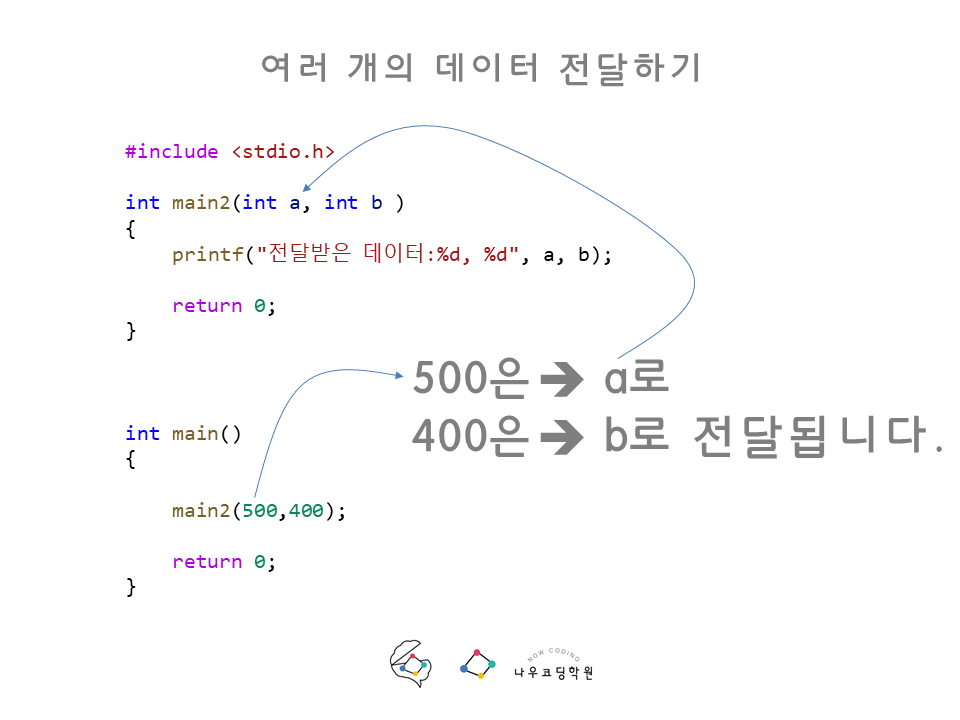 여러 개의 데이터 전달하기
#include <stdio.h>
int main2(int a, int b )
{
printf("전달받은 데이터:%d, %d", a, b);
return 0;
}
500은 🡺 a로
400은 🡺 b로 전달됩니다.
int main()
{
main2(500,400);
return 0;
}
NOW CODING
나우코딩학원